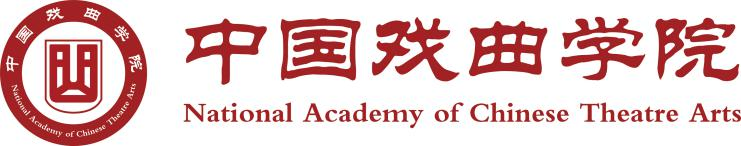 中国戏曲学院
National Academy of Chinese Theatre Arts
中国戏曲学院
National Academy of Chinese Theatre Arts